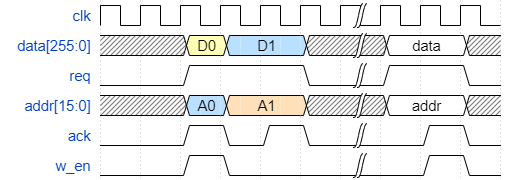 clk
data[255:0] D0 D1 data
req
addr[15:0] A0 A1 addr
ack
w_en